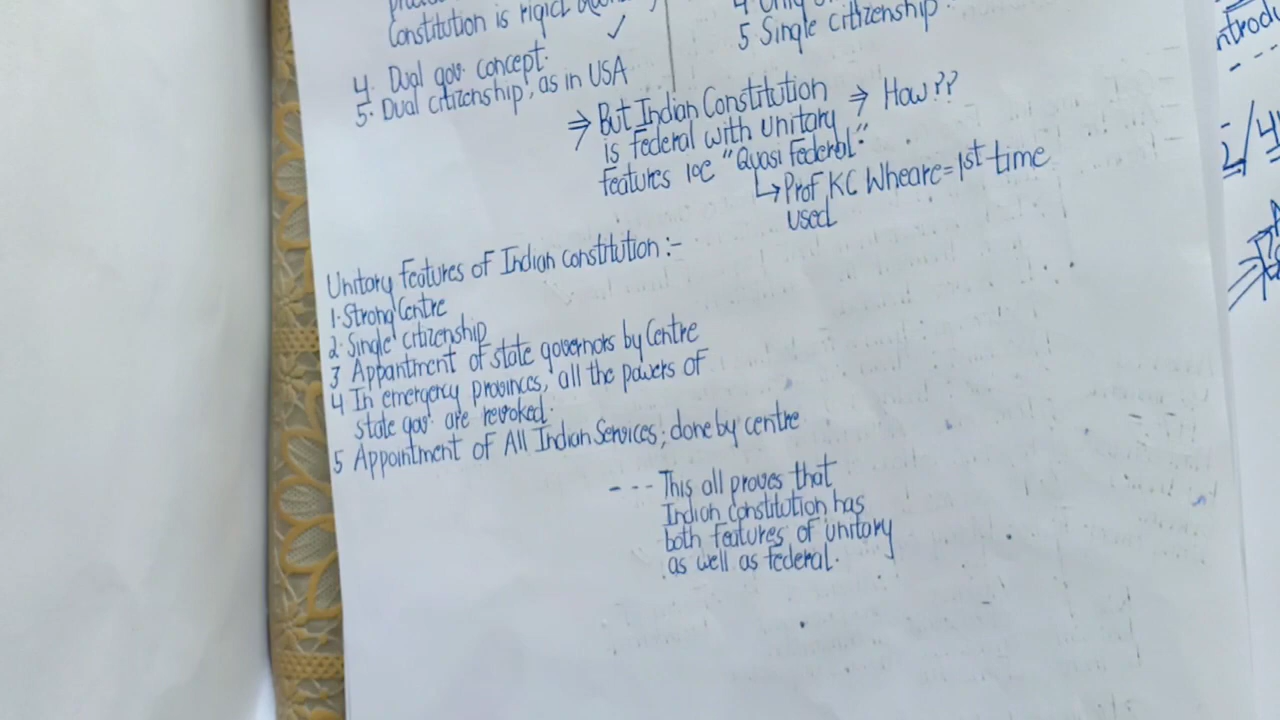 Constitution is rigid
4. Dual gov. concept.
5. Dual citizenship, as in USA
5 Single citizenship.
⇒ But Indian Constitution ⇒ How??
is federal with unitary
features ioe "Quasi Federal".
↳ Prof. KC Wheare = 1st time
used
Unitary features of Indian constitution :-
1. Strong Centre
2. Single citizenship
3 Appointment of state governors by Centre
4 In emergency provinces, all the powers of
state gov. are revoked.
5 Appointment of All Indian Services, done by centre
---- This all proves that
Indian constitution has
both features of unitary
as well as federal.
introdu
2/4